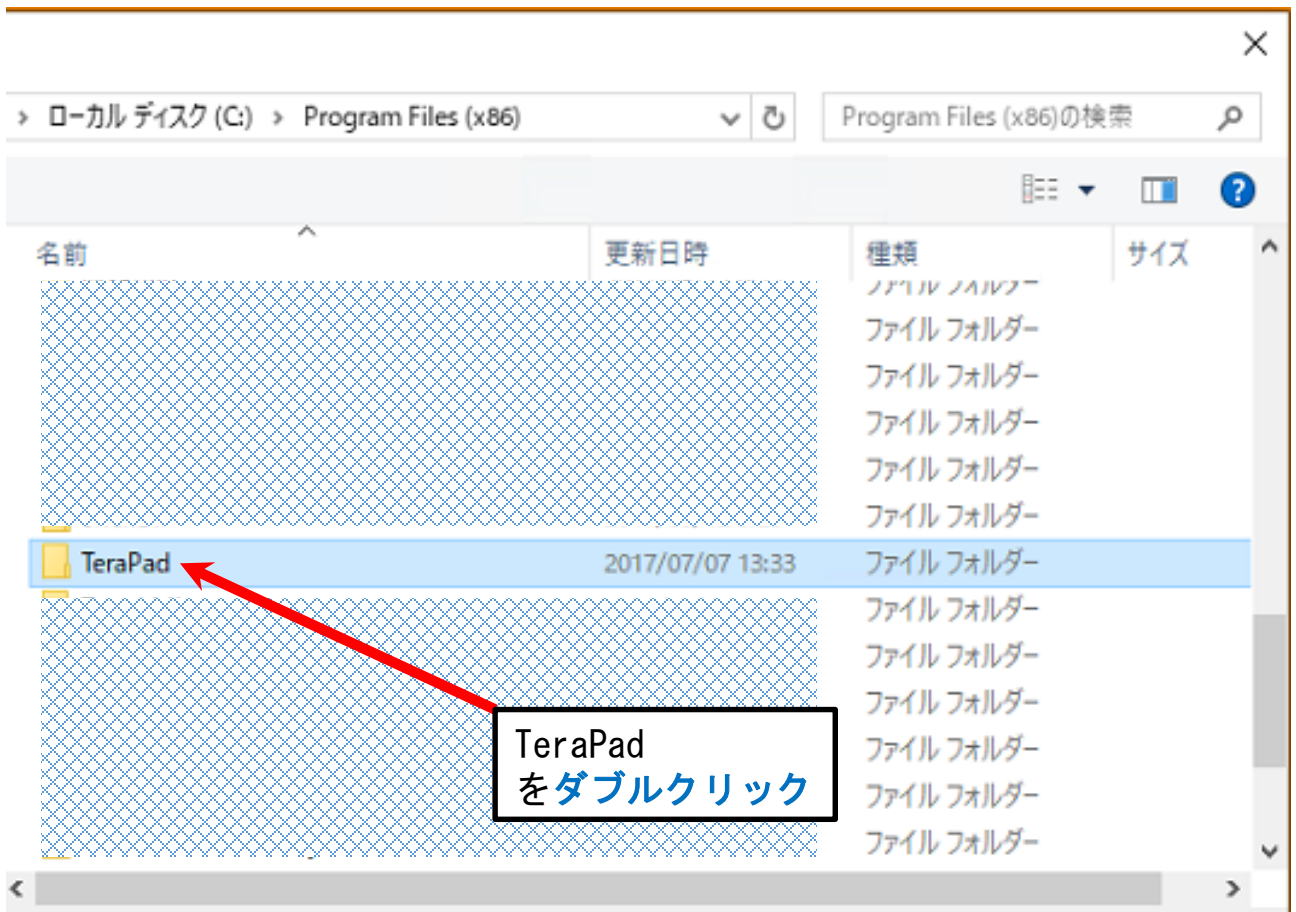 › ローカル ディスク (C:) › Program Files (x86)
Program Files (x86)の検索
名前 更新日時 種類 サイズ
ファイル フォルダー
ファイル フォルダー
ファイル フォルダー
ファイル フォルダー
ファイル フォルダー
ファイル フォルダー
TeraPad 2017/07/07 13:33 ファイル フォルダー
ファイル フォルダー
ファイル フォルダー
ファイル フォルダー
ファイル フォルダー
ファイル フォルダー
ファイル フォルダー
TeraPad
をダブルクリック